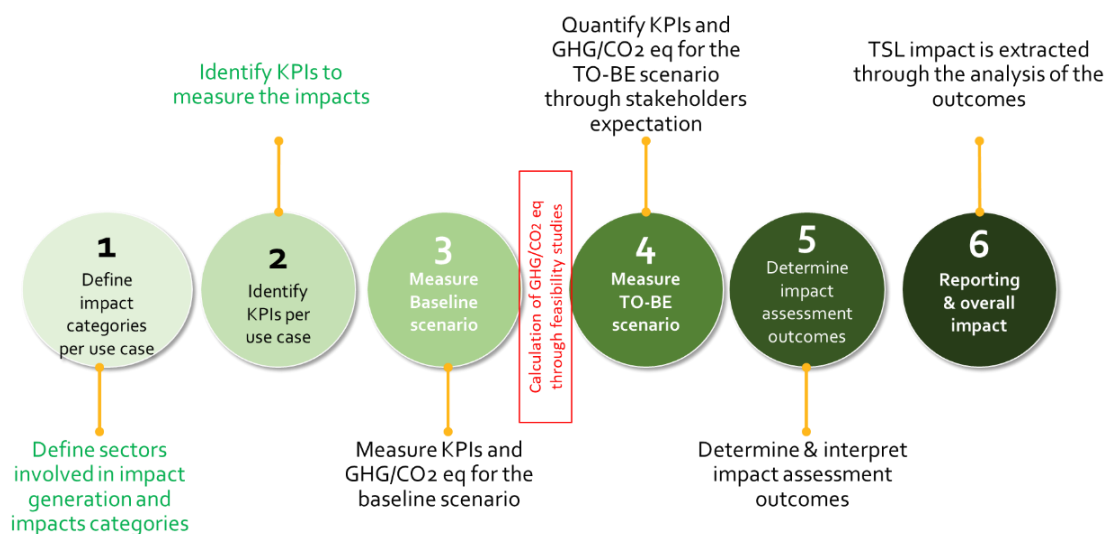 Identify KPIs to
measure the impacts
Quantify KPIs and
GHG/CO2 eq for the
TO-BE scenario
through stakeholders
expectation
TSL impact is extracted
through the analysis of the
outcomes
1
Define
impact
categories
per use case
2
Identify
KPIs per
use case
3
Measure
Baseline
scenario
Calculation of GHG/CO2 eq
through feasibility studies
4
Measure
TO-BE
scenario
5
Determine
impact
assessment
outcomes
6
Reporting
& overall
impact
Define sectors
involved in impact
generation and
impacts categories
Measure KPIs and
GHG/CO2 eq for the
baseline scenario
Determine & interpret
impact assessment
outcomes